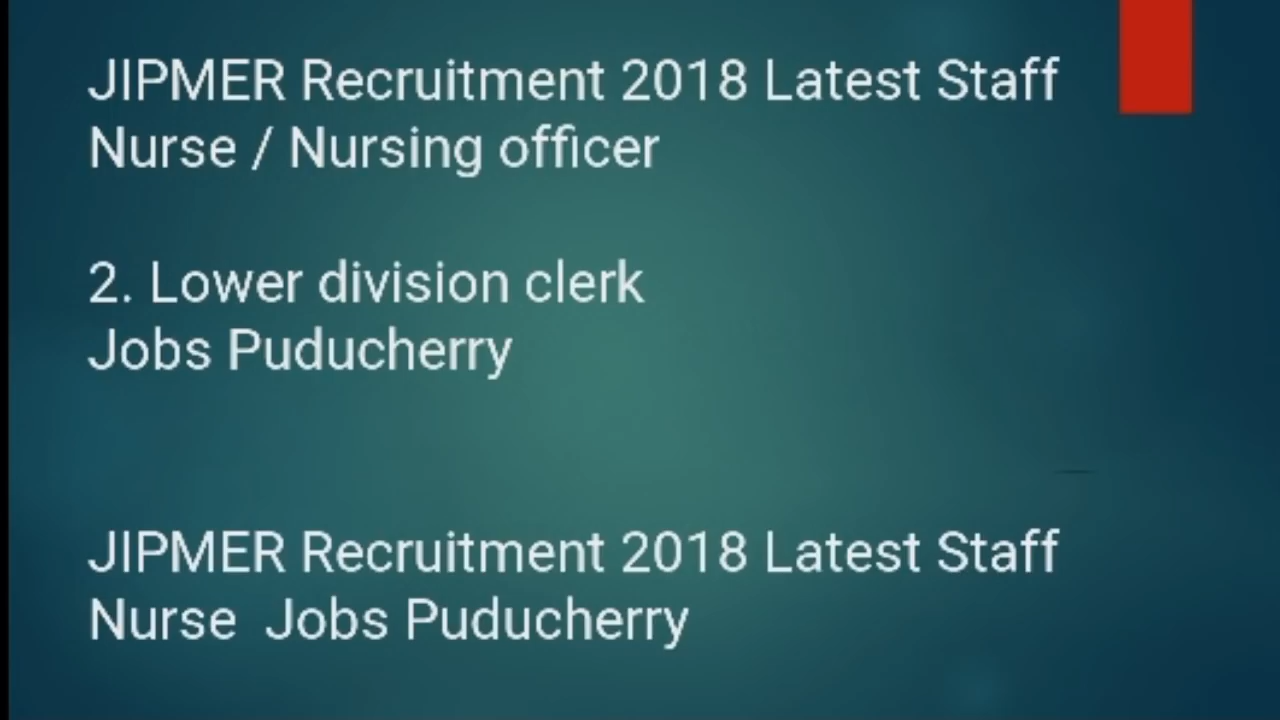 JIPMER Recruitment 2018 Latest Staff
Nurse / Nursing officer
2. Lower division clerk
Jobs Puducherry
JIPMER Recruitment 2018 Latest Staff
Nurse Jobs Puducherry